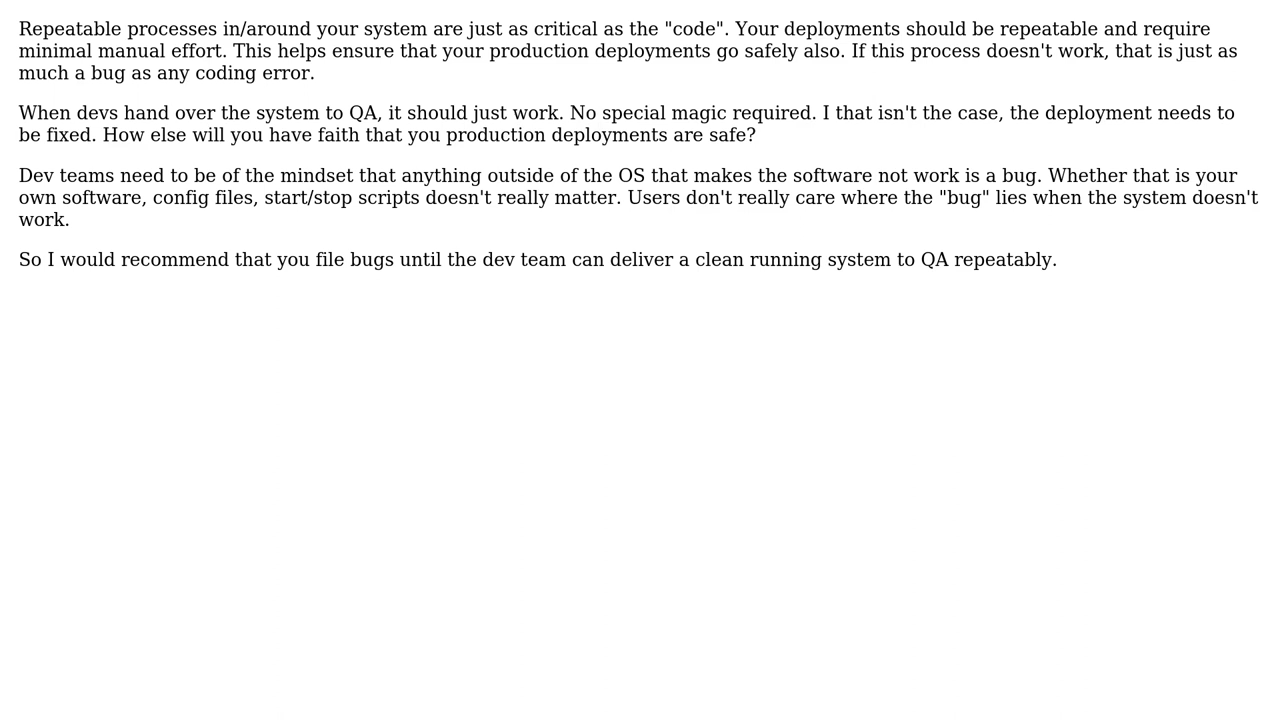 Repeatable processes in/around your system are just as critical as the "code". Your deployments should be repeatable and require
minimal manual effort. This helps ensure that your production deployments go safely also. If this process doesn't work, that is just as
much a bug as any coding error.
When devs hand over the system to QA, it should just work. No special magic required. I that isn't the case, the deployment needs to
be fixed. How else will you have faith that you production deployments are safe?
Dev teams need to be of the mindset that anything outside of the OS that makes the software not work is a bug. Whether that is your
own software, config files, start/stop scripts doesn't really matter. Users don't really care where the "bug" lies when the system doesn't
work.
So I would recommend that you file bugs until the dev team can deliver a clean running system to QA repeatably.